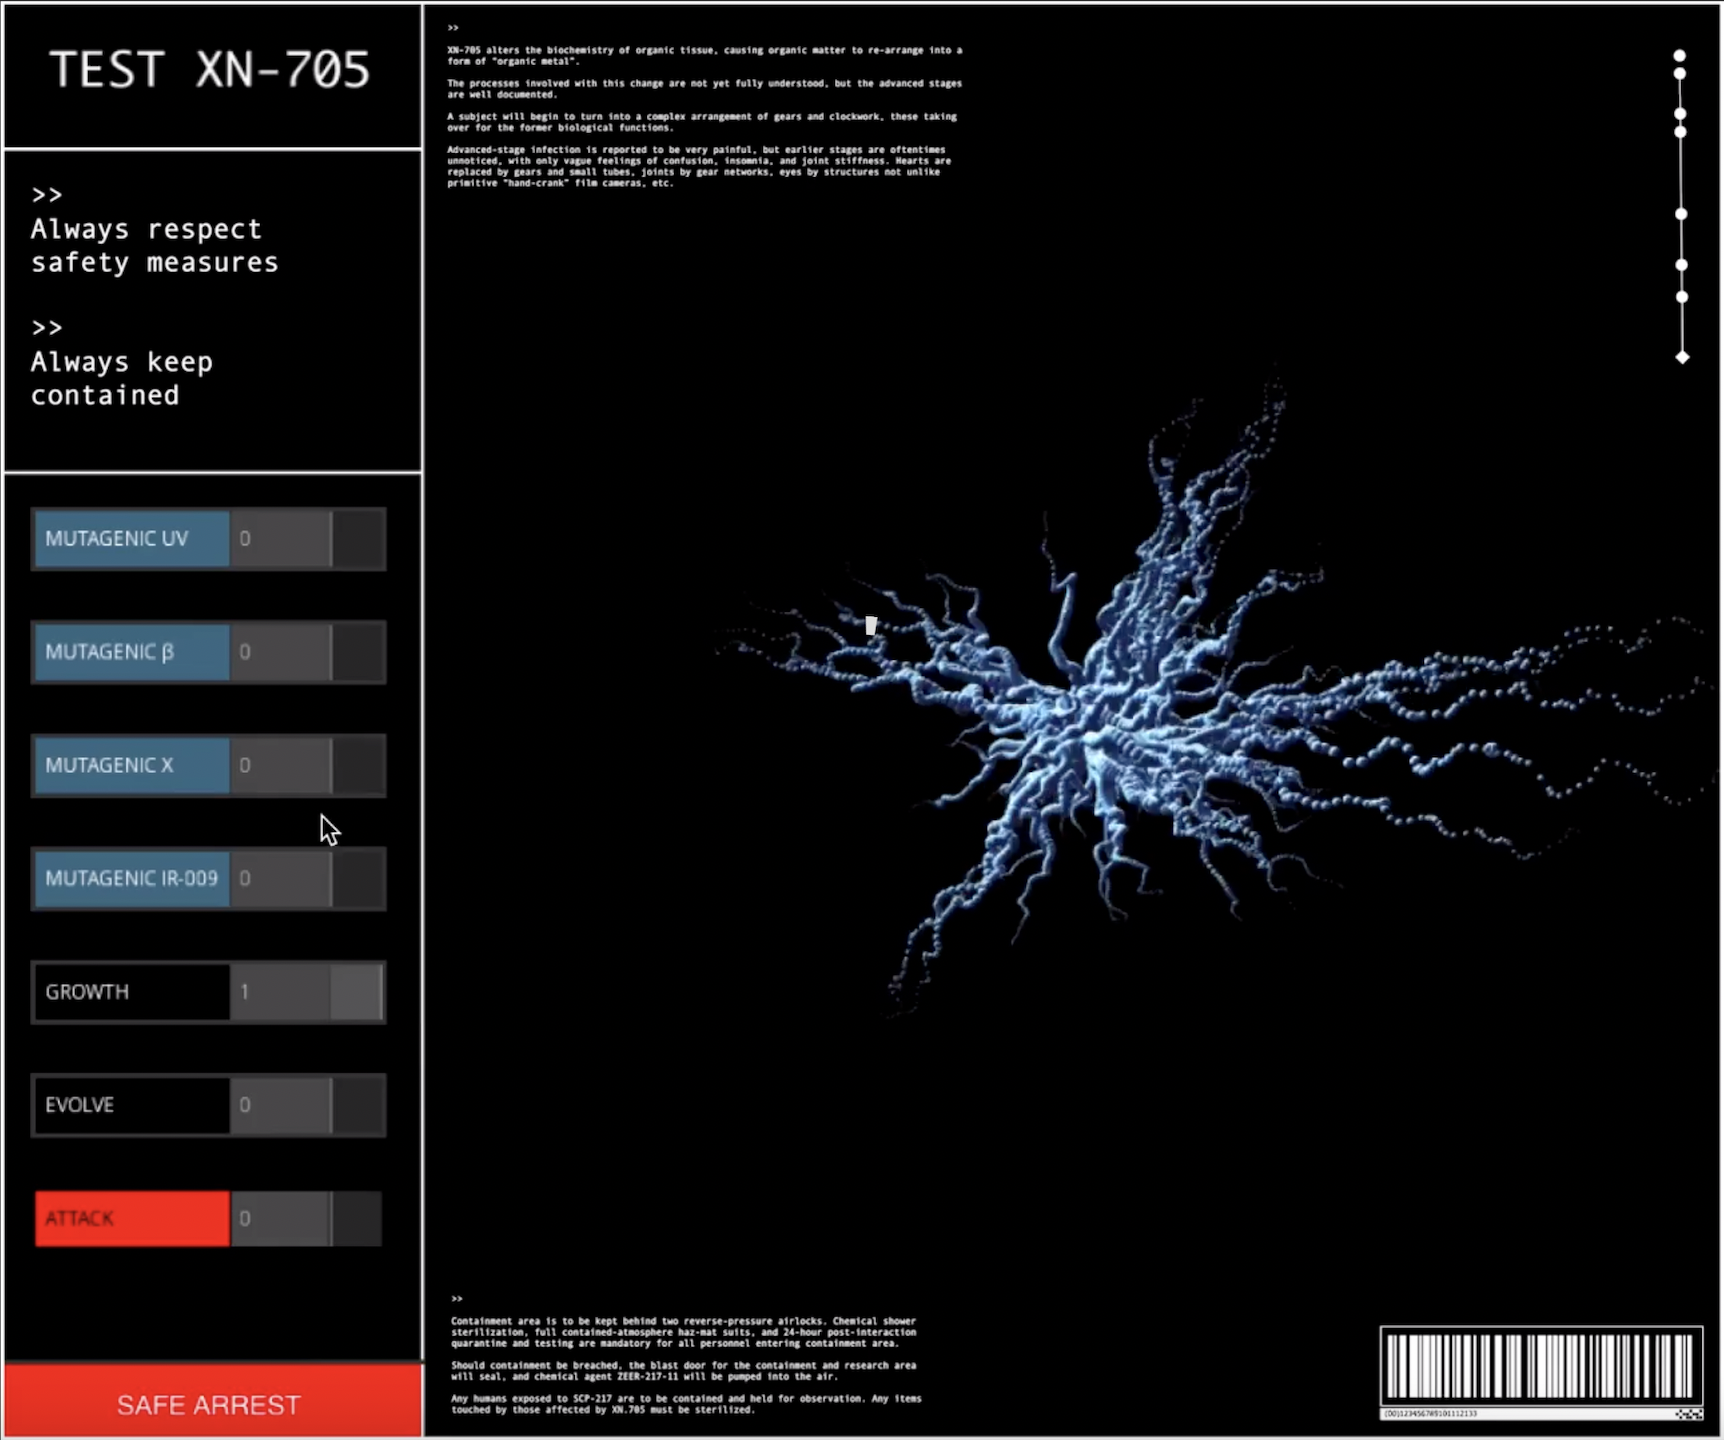 TEST XN-705
>>
Always respect
safety measures
>>
Always keep
contained
MUTAGENIC UV 0
MUTAGENIC β 0
MUTAGENIC X 0
MUTAGENIC IR-009 0
GROWTH 1
EVOLVE 0
ATTACK 0
SAFE ARREST
>>
XN-705 alters the biochemistry of organic tissue, causing organic matter to re-arrange into a
form of "organic metal".
The processes involved with this change are not yet fully understood, but the advanced stages
are well documented.
A subject will begin to turn into a complex arrangement of gears and clockwork, these taking
over for the former biological functions.
Advanced-stage infection is reported to be very painful, but earlier stages are oftentimes
unnoticed, with only vague feelings of confusion, insomnia, and joint stiffness. Hearts are
replaced by gears and small tubes, joints by gear networks, eyes by structures not unlike
primitive "hand-crank" film cameras, etc.
>>
Containment area is to be kept behind two reverse-pressure airlocks. Chemical shower
sterilization, full contained-atmosphere haz-mat suits, and 24-hour post-interaction
quarantine and testing are mandatory for all personnel entering containment area.
Should containment be breached, the blast door for the containment and research area
will seal, and chemical agent ZEER-217-11 will be pumped into the air.
Any humans exposed to SCP-217 are to be contained and held for observation. Any items
touched by those affected by XN.705 must be sterilized.
(00)1234567891011112133